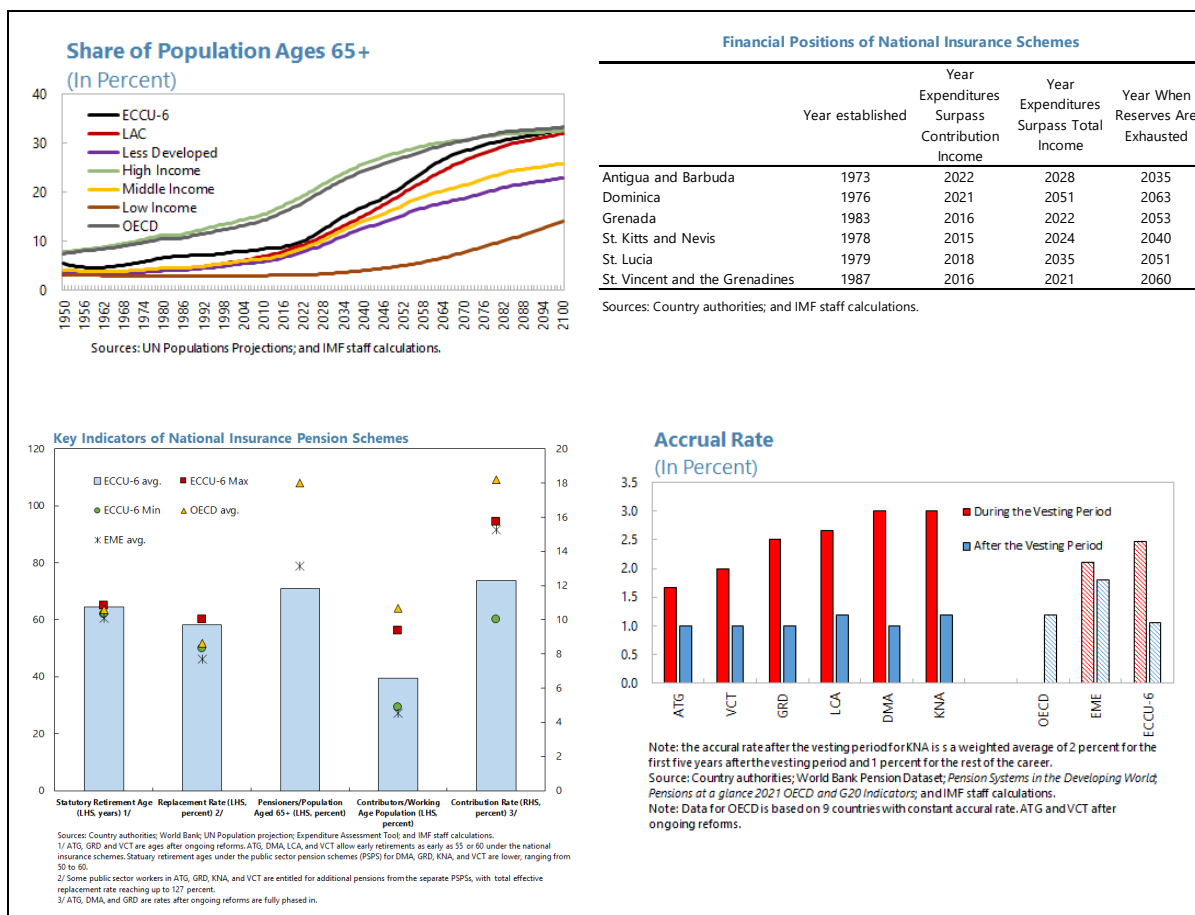 Share of Population Ages 65+
(In Percent)
40
30
20
10
0
ECCU-6
LAC
Less Developed
High Income
Middle Income
Low Income
OECD
1950
1956
1962
1968
1974
1980
1986
1992
1998
2004
2010
2016
2022
2028
2034
2040
2046
2052
2058
2064
2070
2076
2082
2088
2094
2100
Sources: UN Populations Projections; and IMF staff calculations.
Financial Positions of National Insurance Schemes
Year established
Year
Expenditures
Surpass
Contribution
Income
Year
Expenditures
Surpass Total
Income
Year When
Reserves Are
Exhausted
Antigua and Barbuda 1973 2022 2028 2035
Dominica 1976 2021 2051 2063
Grenada 1983 2016 2022 2053
St. Kitts and Nevis 1978 2015 2024 2040
St. Lucia 1979 2018 2035 2051
St. Vincent and the Grenadines 1987 2016 2021 2060
Sources: Country authorities; and IMF staff calculations.
Key Indicators of National Insurance Pension Schemes
120
100
80
60
40
20
0
20
18
16
14
12
10
8
6
4
2
0
ECCU-6 avg.
ECCU-6 Max
ECCU-6 Min
OECD avg.
EME avg.
Statutory Retirement Age
(LHS, years) 1/
Replacement Rate (LHS,
percent) 2/
Pensioners/Population
Aged 65+ (LHS, percent)
Contributors/Working
Age Population (LHS,
percent)
Contribution Rate (RHS,
percent) 3/
Sources: Country authorities; World Bank; UN Population projection; Expenditure Assessment Tool; and IMF staff calculations.
1/ ATG, GRD and VCT are ages after ongoing reforms. ATG, DMA, LCA, and VCT allow early retirements as early as 55 or 60 under the national
insurance schemes. Statuary retirement ages under the public sector pension schemes (PSPS) for DMA, GRD, KNA, and VCT are lower, ranging from
50 to 60.
2/ Some public sector workers in ATG, GRD, KNA, and VCT are entitled for additional pensions from the separate PSPSs, with total effective
replacement rate reaching up to 127 percent.
3/ ATG, DMA, and GRD are rates after ongoing reforms are fully phased in.
Accrual Rate
(In Percent)
3.5
3.0
2.5
2.0
1.5
1.0
0.5
0.0
During the Vesting Period
After the Vesting Period
ATG
VCT
GRD
LCA
DMA
KNA
OECD
EME
ECCU-6
Note: the accural rate after the vesting period for KNA is s a weighted average of 2 percent for the
first five years after the vesting period and 1 percent for the rest of the career.
Source: Country authorities; World Bank Pension Dataset; Pension Systems in the Developing World;
Pensions at a glance 2021 OECD and G20 Indicators; and IMF staff calculations.
Note: Data for OECD is based on 9 countries with constant accural rate. ATG and VCT after
ongoing reforms.